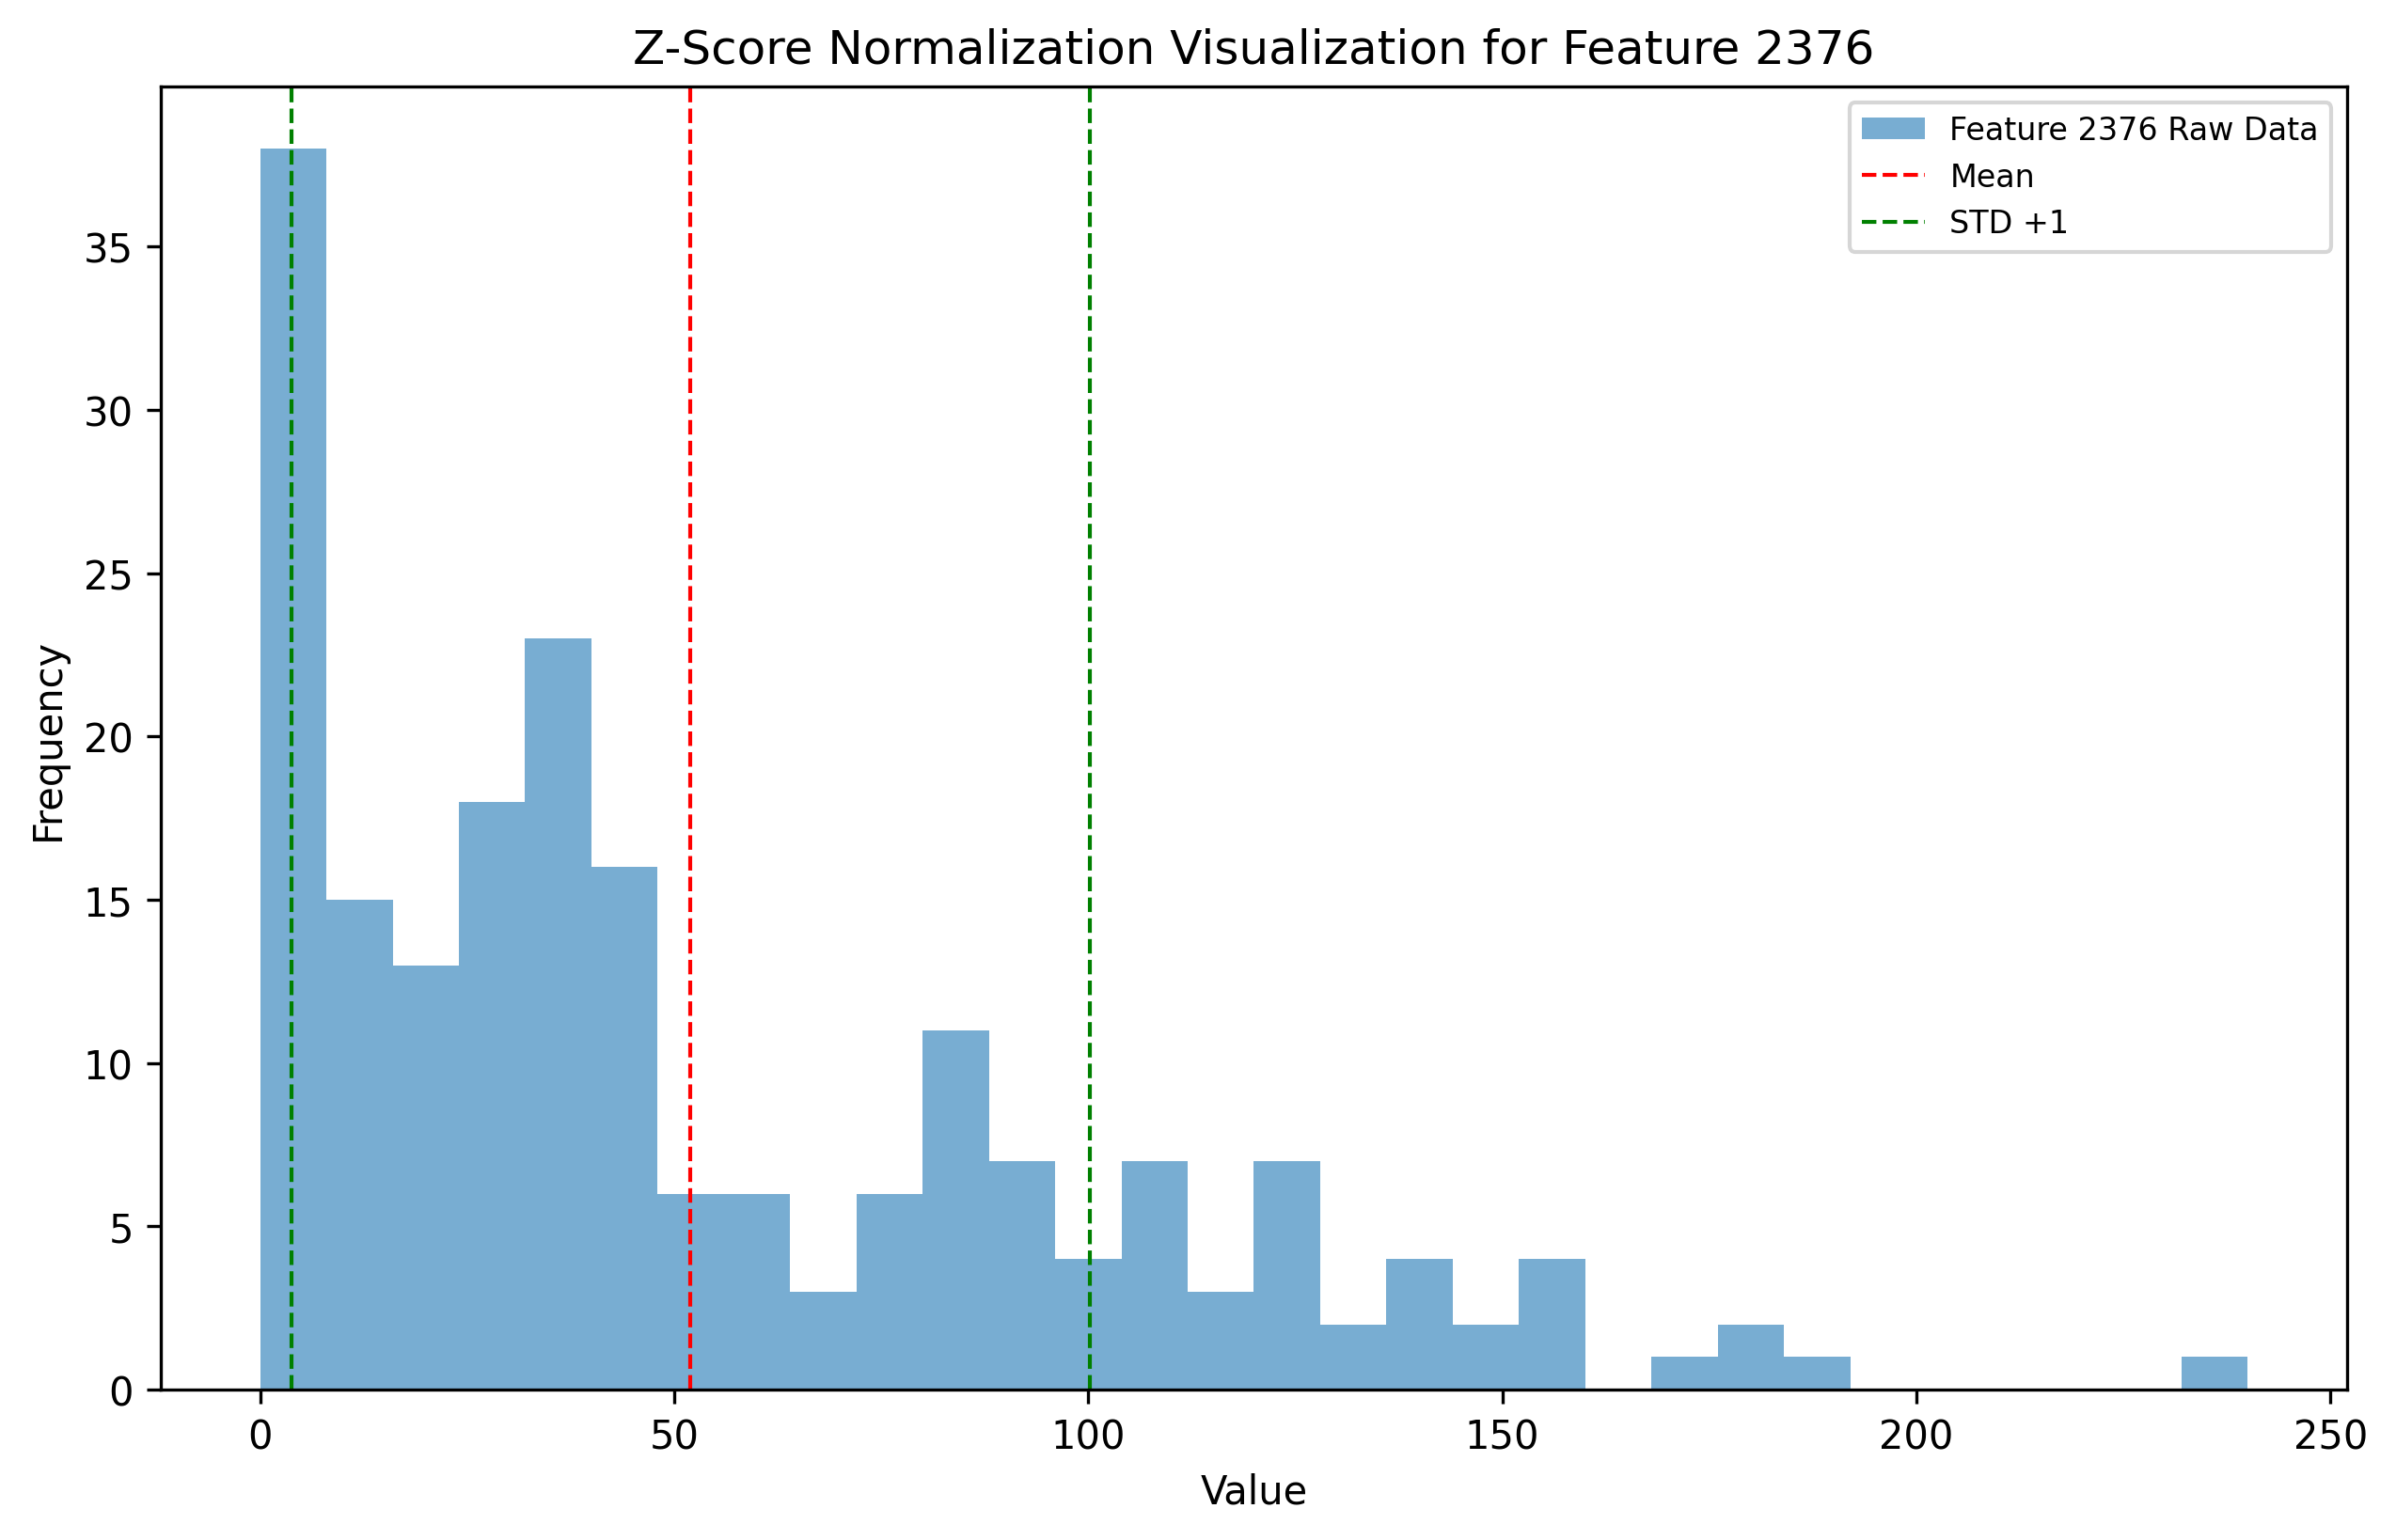 Z-Score Normalization Visualization for Feature 2376
Feature 2376 Raw Data
Mean
STD +1
Frequency
35
30
25
20
15
10
5
0
0 50 100 150 200 250
Value